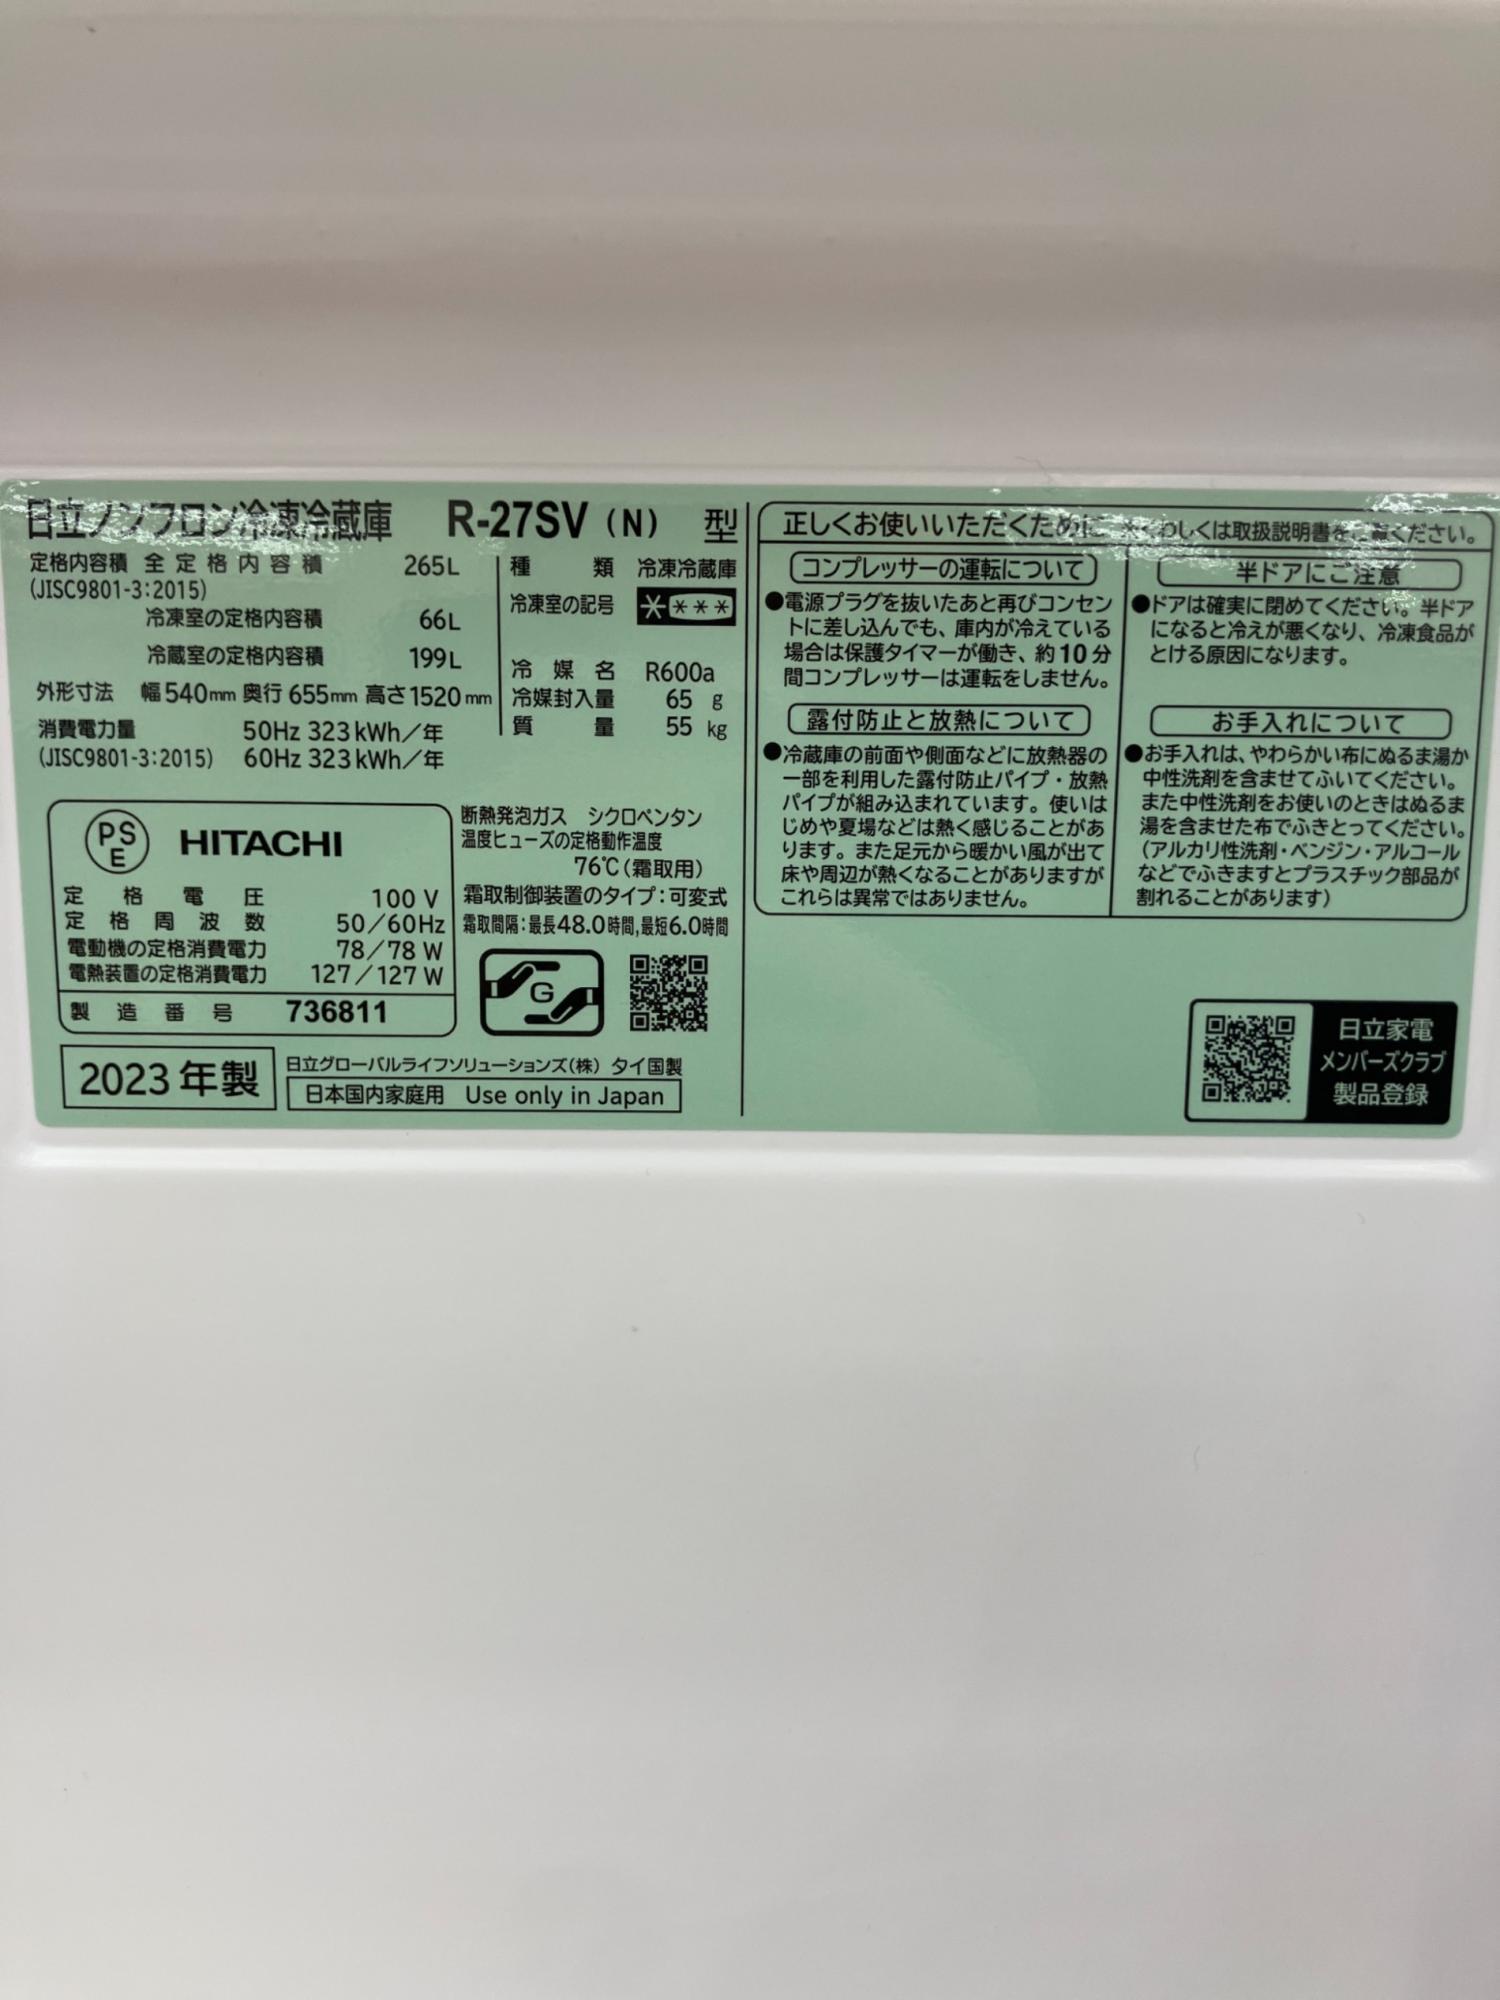 日立ノンフロン冷凍冷蔵庫 R-27SV (N) 型
定格内容積 全定格内容積 265L
(JISC9801-3:2015)
冷凍室の定格内容積 66L
冷蔵室の定格内容積 199L
外形寸法 幅540mm 奥行655mm 高さ1520mm
消費電力量 50Hz 323kWh/年
(JISC9801-3:2015) 60Hz 323kWh/年
種類 冷凍冷蔵庫
冷凍室の記号
冷媒名 R600a
冷媒封入量 65 g
質量 55 kg
PSE HITACHI
定格電圧 100 V
定格周波数 50/60Hz
電動機の定格消費電力 78/78 W
電熱装置の定格消費電力 127/127 W
製造番号 736811
断熱発泡ガス シクロペンタン
温度ヒューズの定格動作温度
76℃(霜取用)
霜取制御装置のタイプ:可変式
霜取間隔:最長48.0時間,最短6.0時間
G
2023年製
日立グローバルライフソリューションズ(株) タイ国製
日本国内家庭用 Use only in Japan
正しくお使いいただくために ※くわしくは取扱説明書をご覧ください。
コンプレッサーの運転について
●電源プラグを抜いたあと再びコンセン
トに差し込んでも、庫内が冷えている
場合は保護タイマーが働き、約10分
間コンプレッサーは運転をしません。
露付防止と放熱について
●冷蔵庫の前面や側面などに放熱器の
一部を利用した露付防止パイプ・放熱
パイプが組み込まれています。使いは
じめや夏場などは熱く感じることがあ
ります。また足元から暖かい風が出て
床や周辺が熱くなることがありますが
これらは異常ではありません。
半ドアにご注意
●ドアは確実に閉めてください。半ドア
になると冷えが悪くなり、冷凍食品が
とける原因になります。
お手入れについて
●お手入れは、やわらかい布にぬるま湯か
中性洗剤を含ませてふいてください。
また中性洗剤をお使いのときはぬるま
湯を含ませた布でふきとってください。
(アルカリ性洗剤・ベンジン・アルコール
などでふきますとプラスチック部品が
割れることがあります)
日立家電
メンバーズクラブ
製品登録